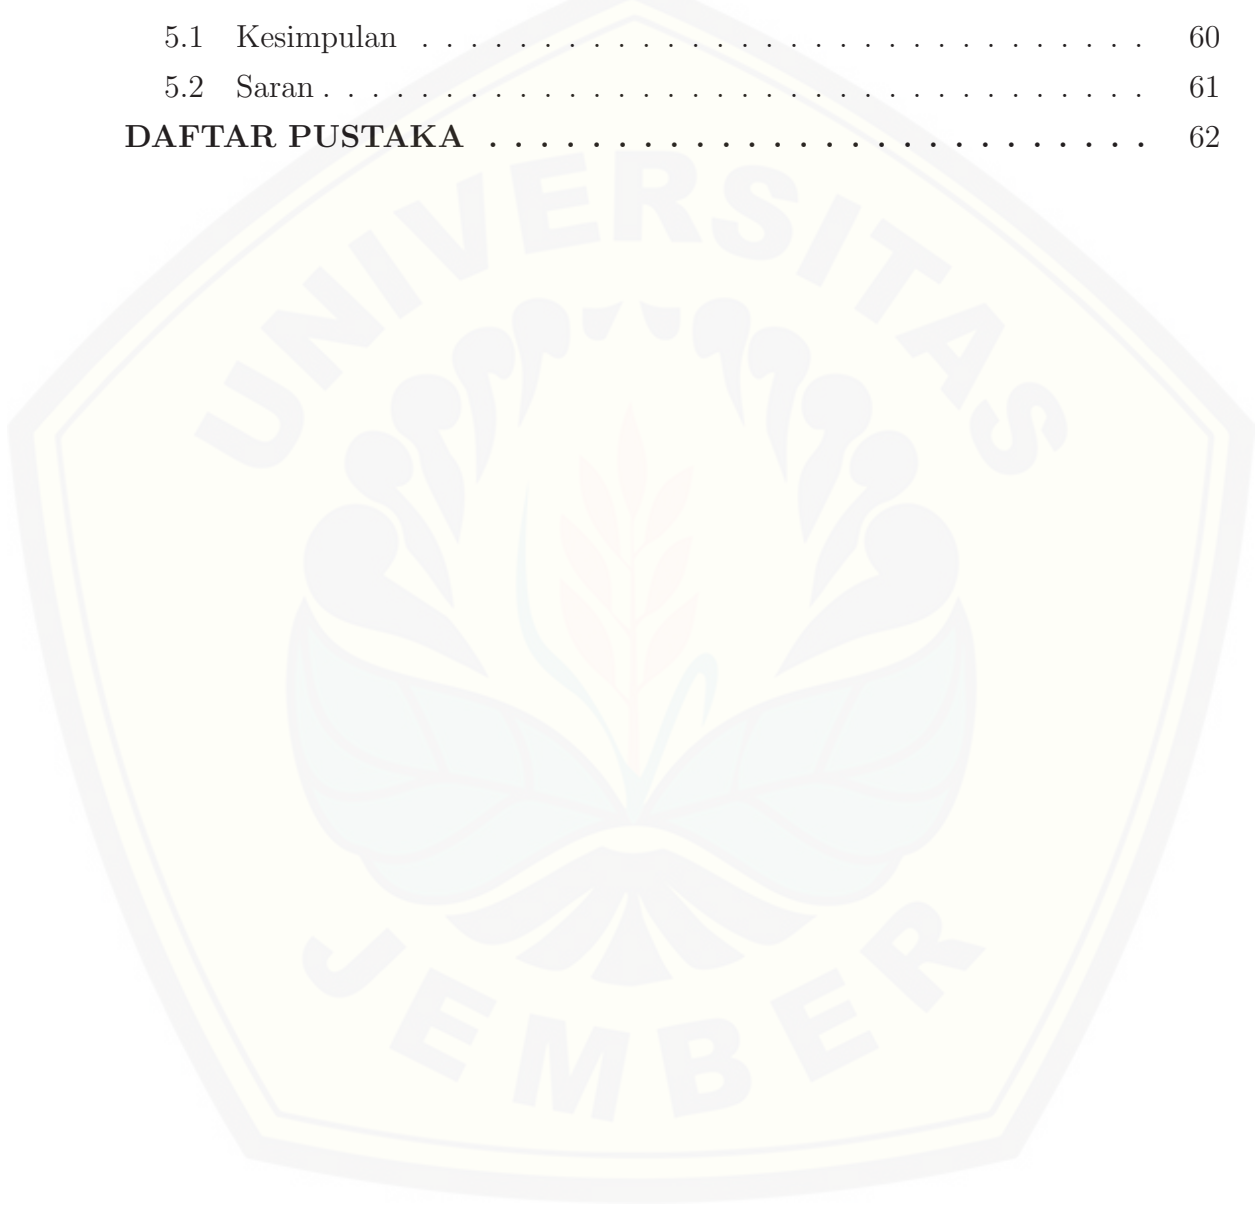 5.1 Kesimpulan . . . . . . . . . . . . . . . . . . . . . . . . . . . . . . 60
5.2 Saran . . . . . . . . . . . . . . . . . . . . . . . . . . . . . . . . . . 61
DAFTAR PUSTAKA . . . . . . . . . . . . . . . . . . . . . . . . . . 62
UNIVERSITAS
JEMBER